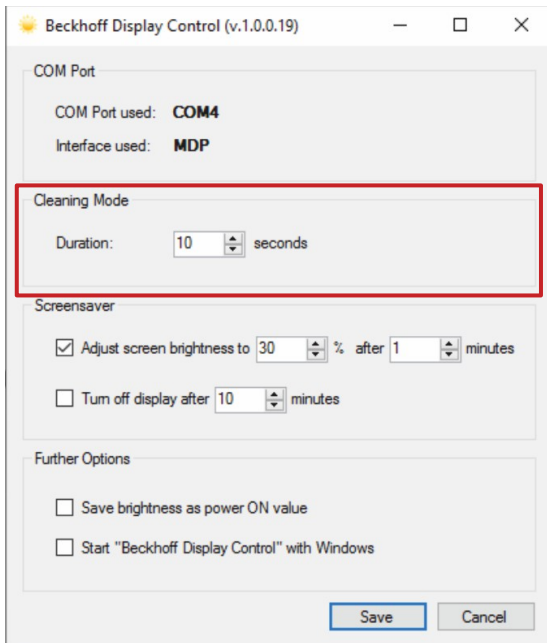 Beckhoff Display Control (v.1.0.0.19)
COM Port
COM Port used: COM4
Interface used: MDP
Cleaning Mode
Duration: 10 seconds
Screensaver
Adjust screen brightness to 30 % after 1 minutes
Turn off display after 10 minutes
Further Options
Save brightness as power ON value
Start "Beckhoff Display Control" with Windows
Save Cancel